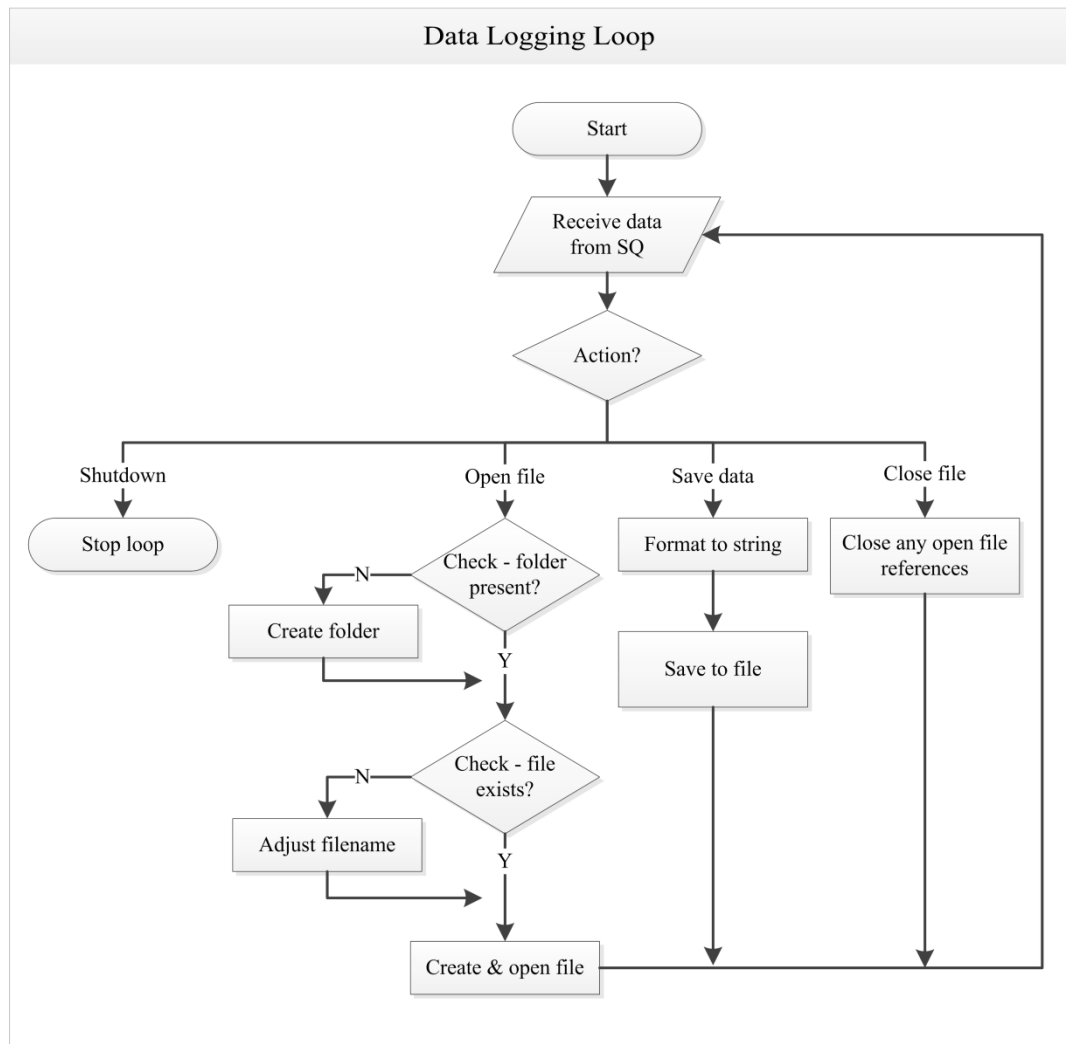 Data Logging Loop
Start
Receive data
from SQ
Action?
Shutdown
Open file
Save data
Close file
Stop loop
Check - folder
present?
N
Create folder
Y
Format to string
Close any open file
references
Save to file
Check - file
exists?
N
Adjust filename
Y
Create & open file